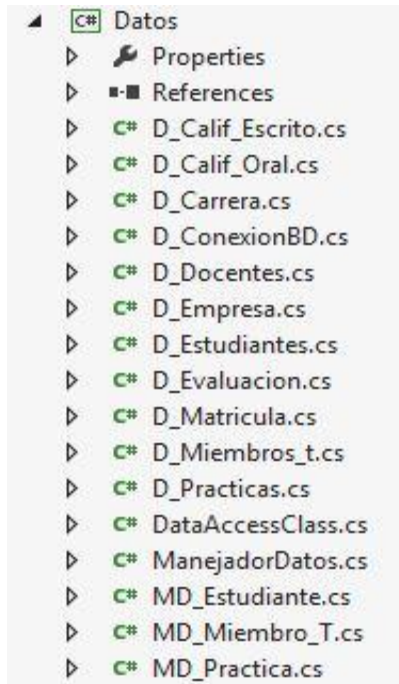 C# Datos
Properties
References
C# D_Calif_Escrito.cs
C# D_Calif_Oral.cs
C# D_Carrera.cs
C# D_ConexionBD.cs
C# D_Docentes.cs
C# D_Empresa.cs
C# D_Estudiantes.cs
C# D_Evaluacion.cs
C# D_Matricula.cs
C# D_Miembros_t.cs
C# D_Practicas.cs
C# DataAccessClass.cs
C# ManejadorDatos.cs
C# MD_Estudiante.cs
C# MD_Miembro_T.cs
C# MD_Practica.cs